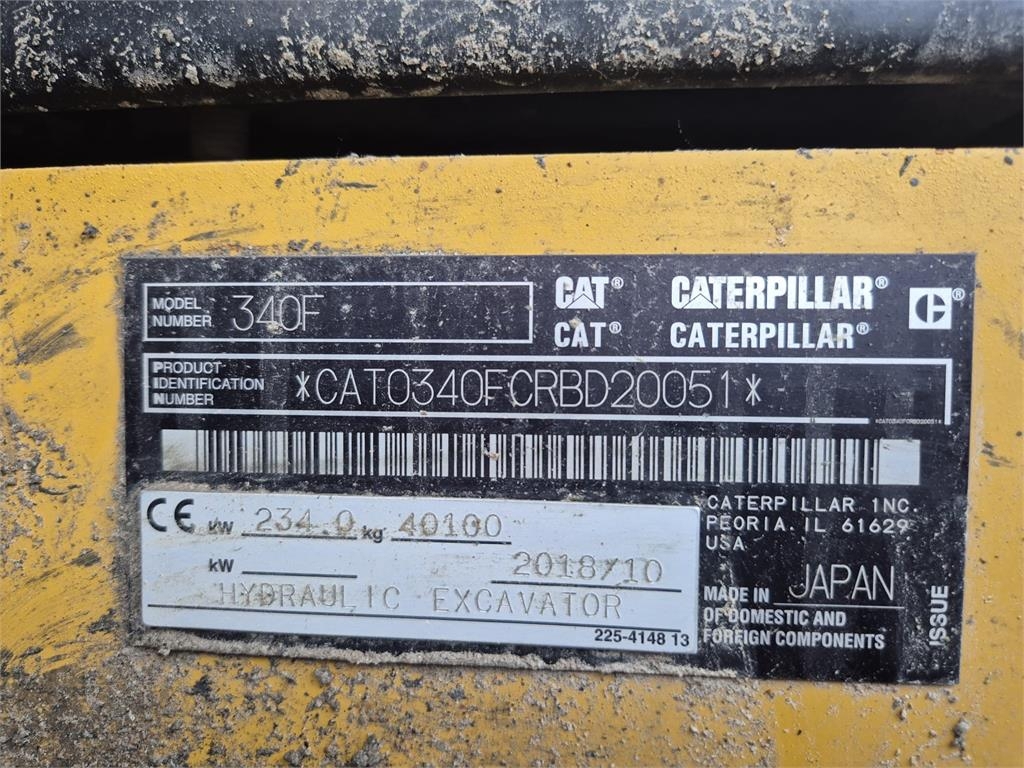 MODEL NUMBER 340F
CAT® CATERPILLAR®
CAT® CATERPILLAR®
PRODUCT
IDENTIFICATION
NUMBER
*CAT0340FCRBD20051*
*CAT0340FCRBD20051*
CE kW 234.0 kg 40100
kW 2018/10
HYDRAULIC EXCAVATOR
225-4148 13
CATERPILLAR INC.
PEORIA. IL 61629
USA
MADE IN JAPAN
OF DOMESTIC AND
FOREIGN COMPONENTS
ISSUE